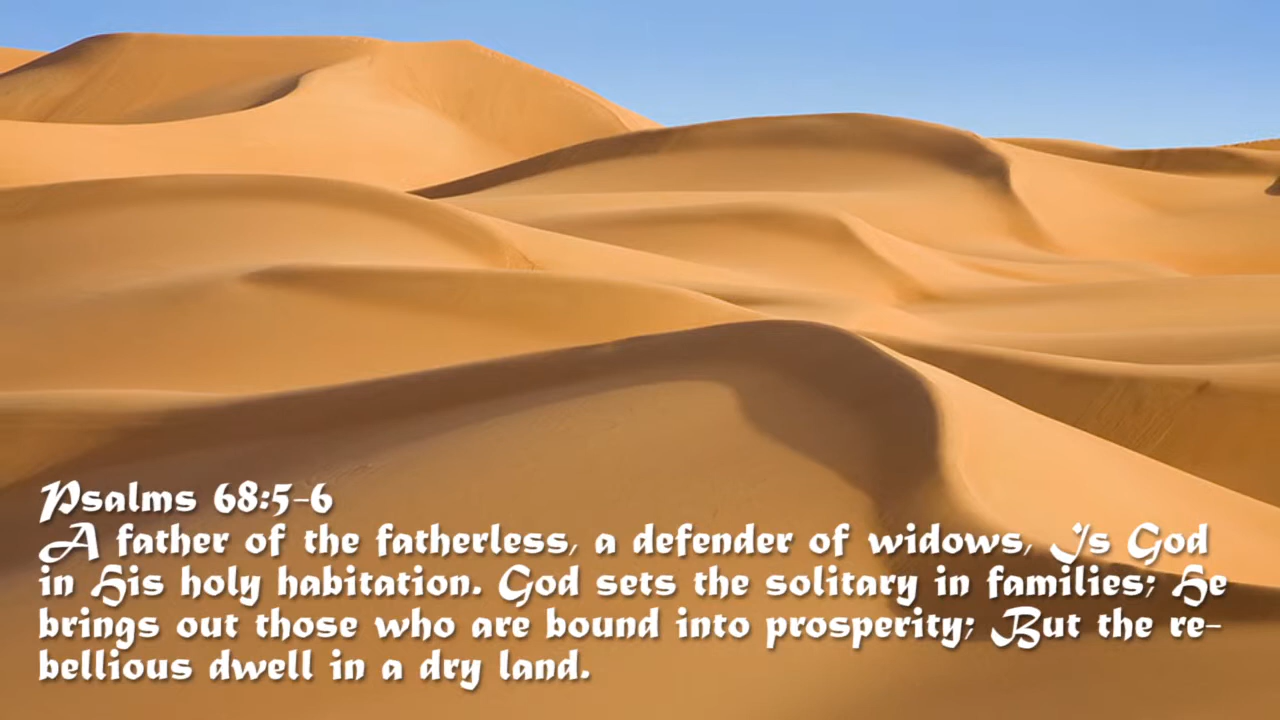 Psalms 68:5-6
A father of the fatherless, a defender of widows, Is God
in His holy habitation. God sets the solitary in families; He
brings out those who are bound into prosperity; But the re-
bellious dwell in a dry land.